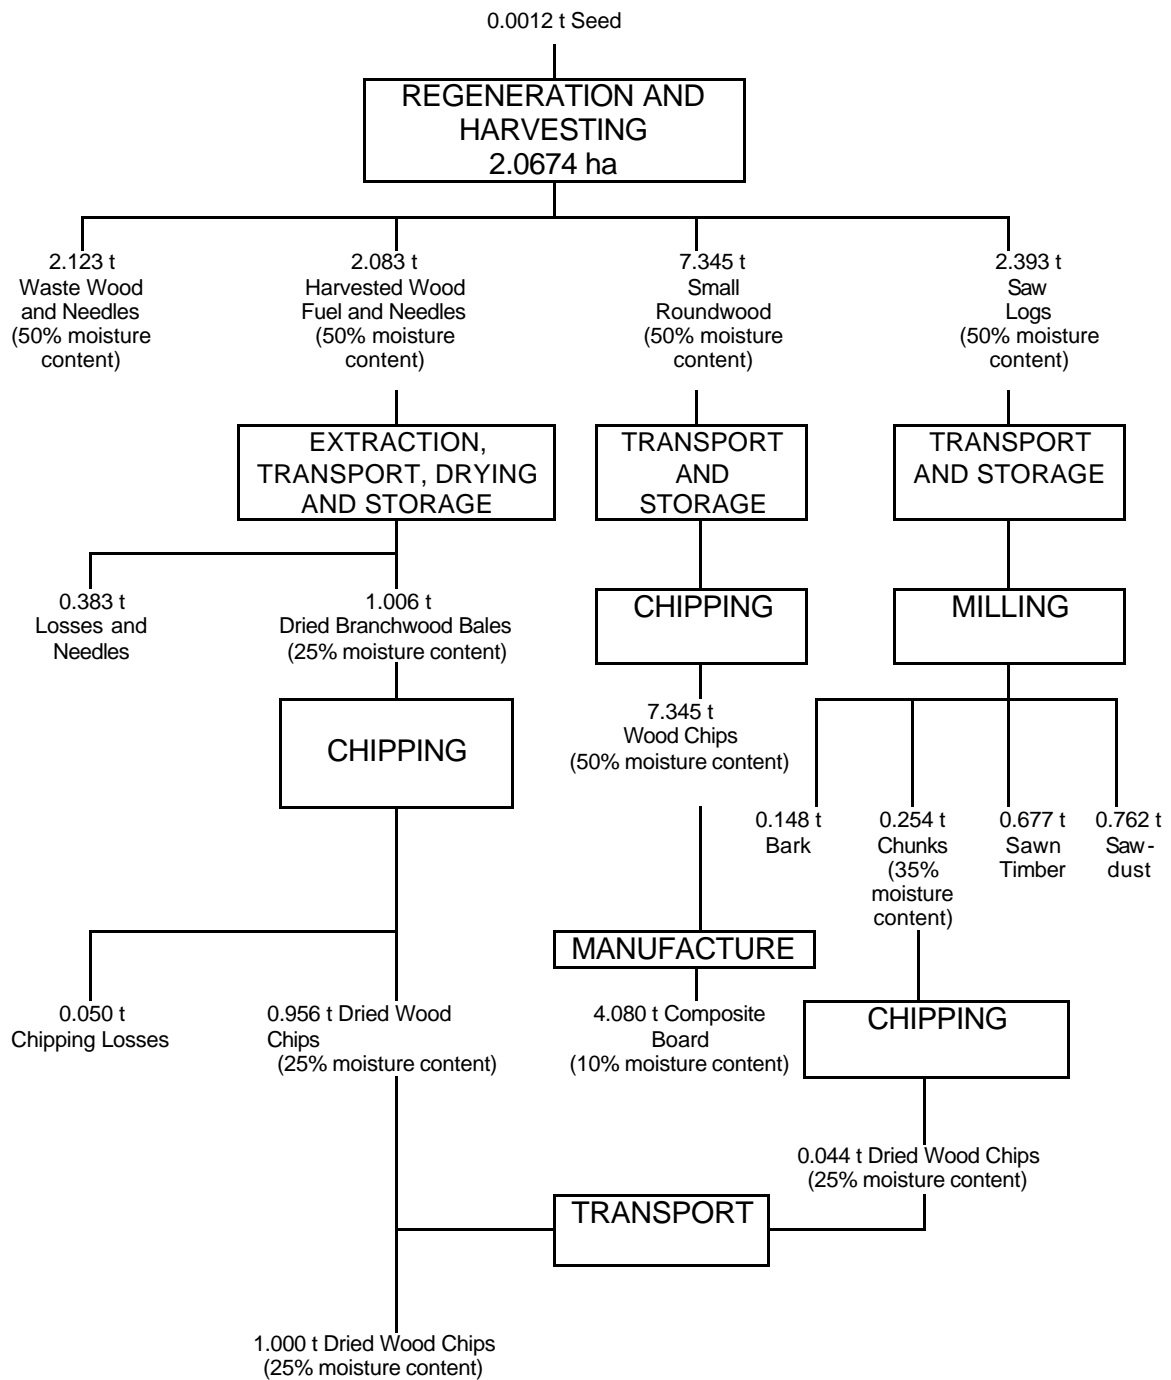 0.0012 t Seed
REGENERATION AND
HARVESTING
2.0674 ha
2.123 t
Waste Wood
and Needles
(50% moisture
content)
2.083 t
Harvested Wood
Fuel and Needles
(50% moisture
content)
7.345 t
Small
Roundwood
(50% moisture
content)
2.393 t
Saw
Logs
(50% moisture
content)
EXTRACTION,
TRANSPORT, DRYING
AND STORAGE
TRANSPORT
AND
STORAGE
TRANSPORT
AND STORAGE
0.383 t
Losses and
Needles
1.006 t
Dried Branchwood Bales
(25% moisture content)
CHIPPING
MILLING
CHIPPING
7.345 t
Wood Chips
(50% moisture content)
0.148 t
Bark
0.254 t
Chunks
(35%
moisture
content)
0.677 t
Sawn
Timber
0.762 t
Saw-
dust
MANUFACTURE
0.050 t
Chipping Losses
0.956 t Dried Wood
Chips
(25% moisture content)
4.080 t Composite
Board
(10% moisture content)
CHIPPING
0.044 t Dried Wood Chips
(25% moisture content)
TRANSPORT
1.000 t Dried Wood Chips
(25% moisture content)